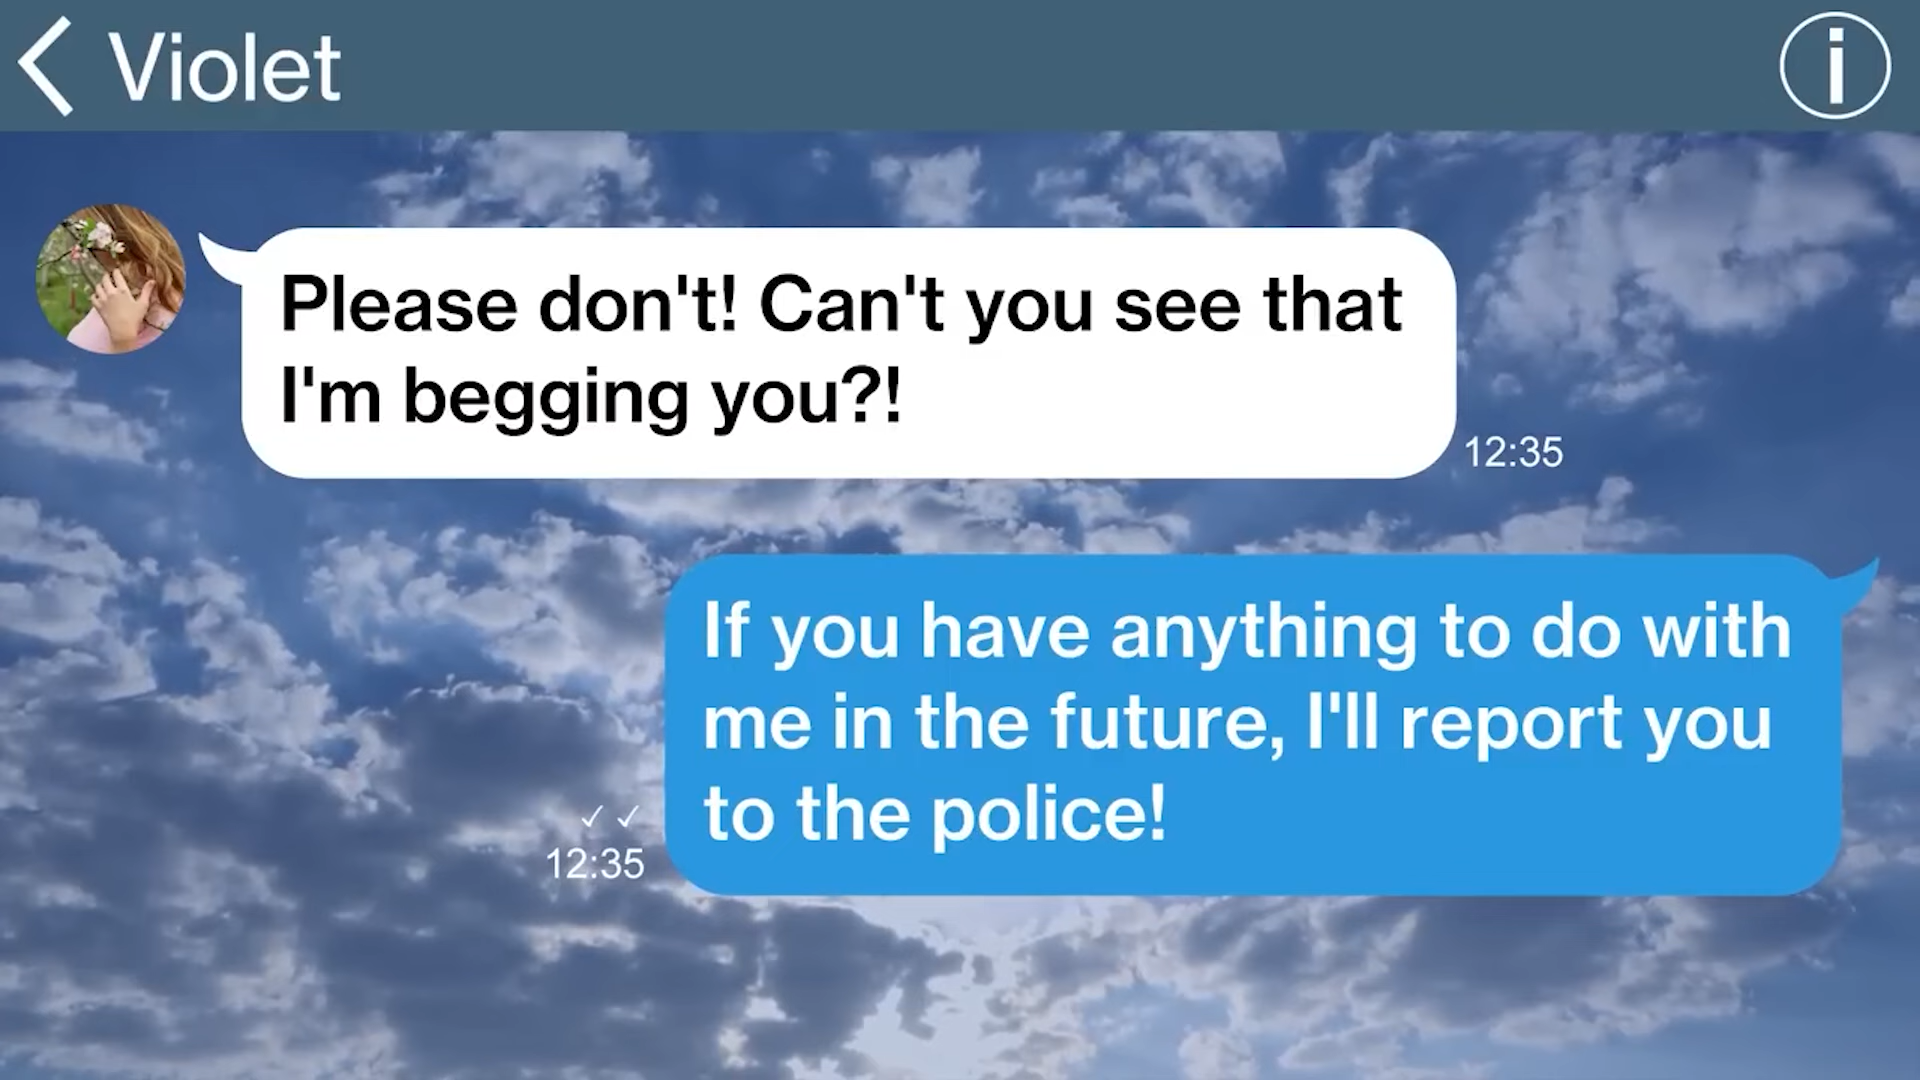 Violet
Please don't! Can't you see that
I'm begging you?!
12:35
If you have anything to do with
me in the future, I'll report you
to the police!
12:35